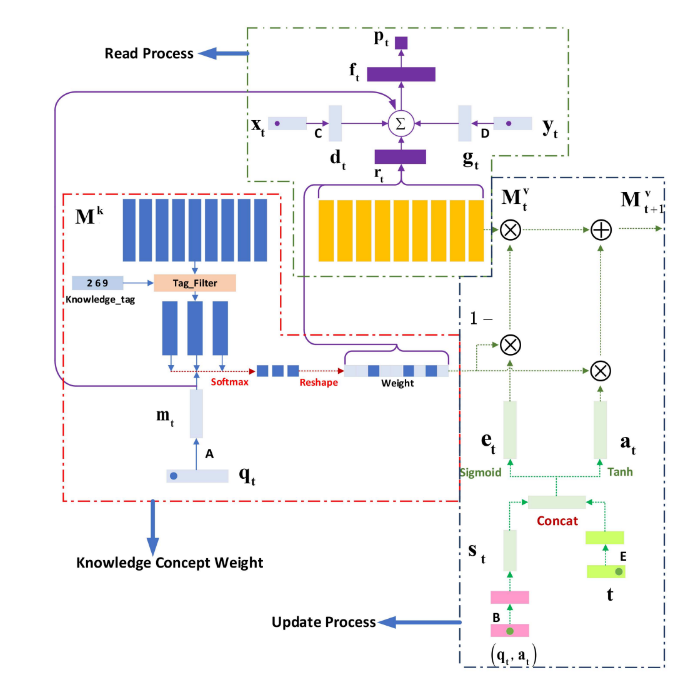 Read Process
p_t
f_t
Σ
x_t
C
D
y_t
d_t
g_t
r_t
M^k
M_t^v
M_{t+1}^v
2 6 9
Tag_Filter
Knowledge_tag
1 −
Softmax
Reshape
Weight
m_t
A
q_t
e_t
a_t
Sigmoid
Tanh
Concat
Knowledge Concept Weight
s_t
E
t
B
Update Process
(q_t, a_t)